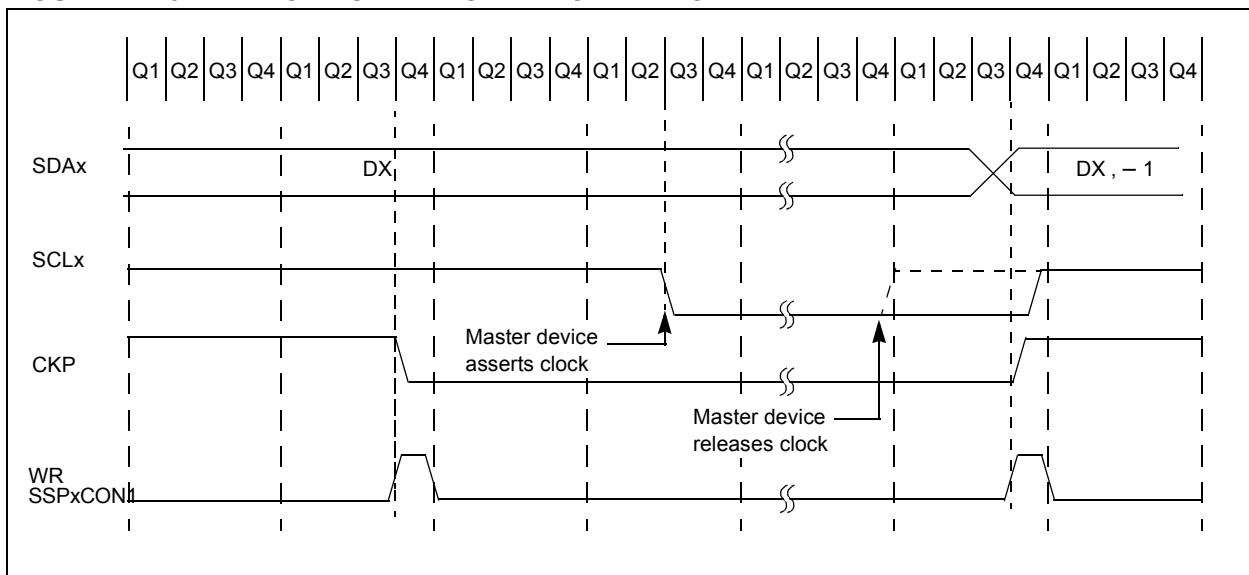 Q1 Q2 Q3 Q4 Q1 Q2 Q3 Q4 Q1 Q2 Q3 Q4 Q1 Q2 Q3 Q4 Q1 Q2 Q3 Q4 Q1 Q2 Q3 Q4 Q1 Q2 Q3 Q4
SDAx
DX
DX , – 1
SCLx
Master device
asserts clock
CKP
Master device
releases clock
WR
SSPxCON1